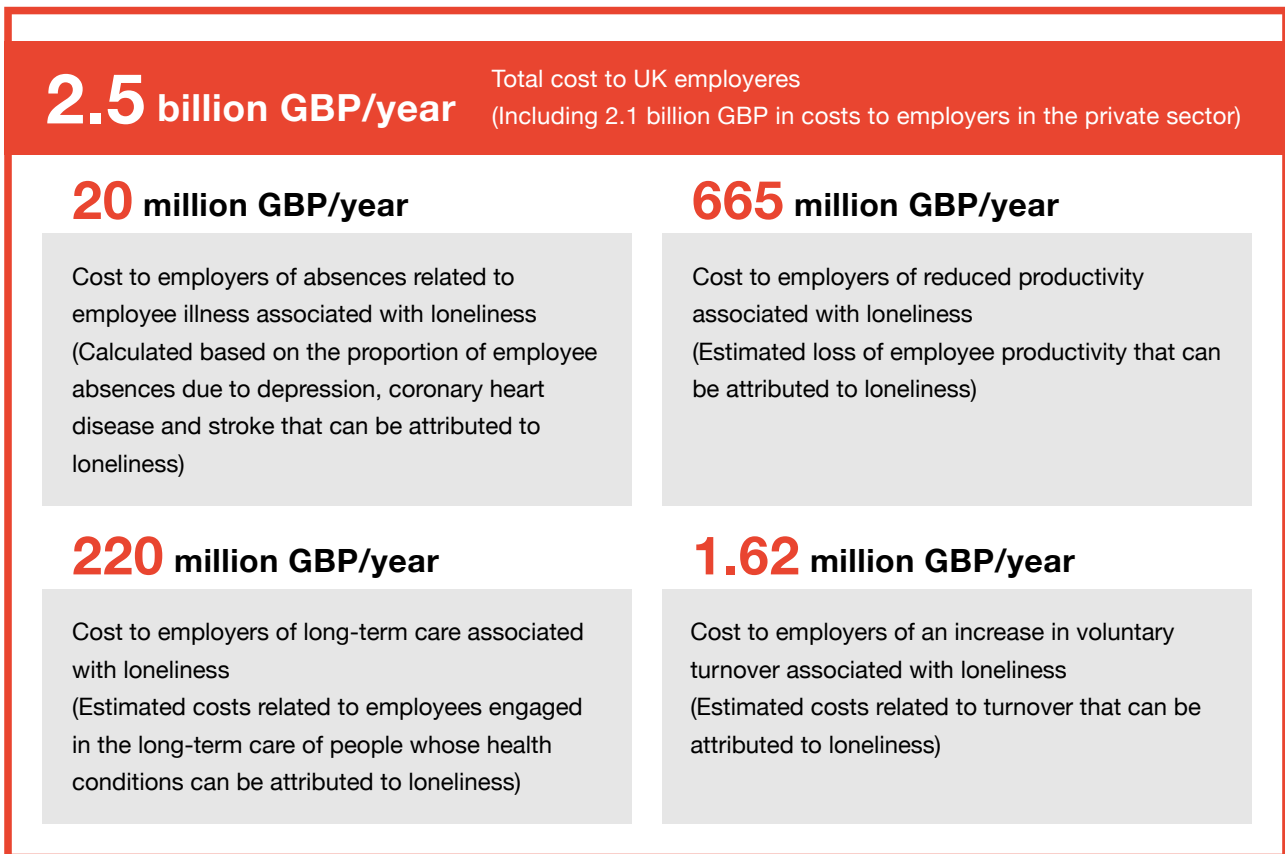 2.5 billion GBP/year
Total cost to UK employeres
(Including 2.1 billion GBP in costs to employers in the private sector)
20 million GBP/year
Cost to employers of absences related to
employee illness associated with loneliness
(Calculated based on the proportion of employee
absences due to depression, coronary heart
disease and stroke that can be attributed to
loneliness)
665 million GBP/year
Cost to employers of reduced productivity
associated with loneliness
(Estimated loss of employee productivity that can
be attributed to loneliness)
220 million GBP/year
Cost to employers of long-term care associated
with loneliness
(Estimated costs related to employees engaged
in the long-term care of people whose health
conditions can be attributed to loneliness)
1.62 million GBP/year
Cost to employers of an increase in voluntary
turnover associated with loneliness
(Estimated costs related to turnover that can be
attributed to loneliness)